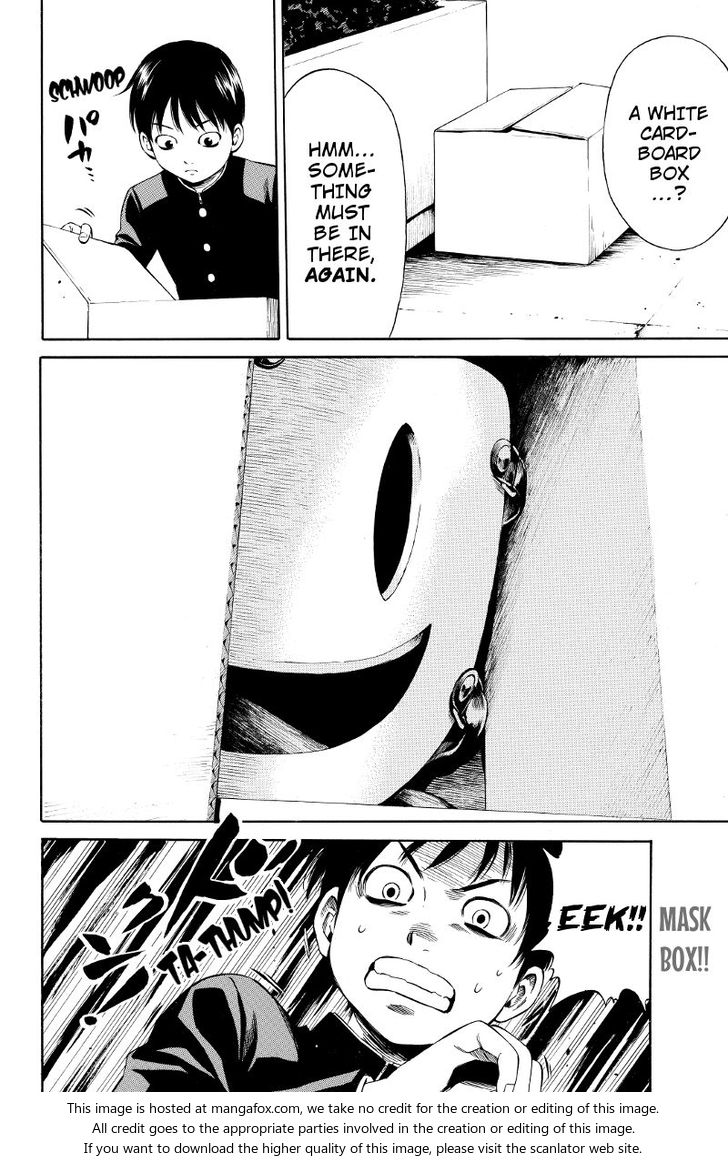 A WHITE
CARD-
BOARD
BOX
...?
HMM...
SOME-
THING
MUST
BE IN
THERE,
AGAIN.
SCHWOOP
パカッ
EEK!!
TA-THUMP!
MASK
BOX!!
This image is hosted at mangafox.com, we take no credit for the creation or editing of this image.
All credit goes to the appropriate parties involved in the creation or editing of this image.
If you want to download the higher quality of this image, please visit the scanlator web site.